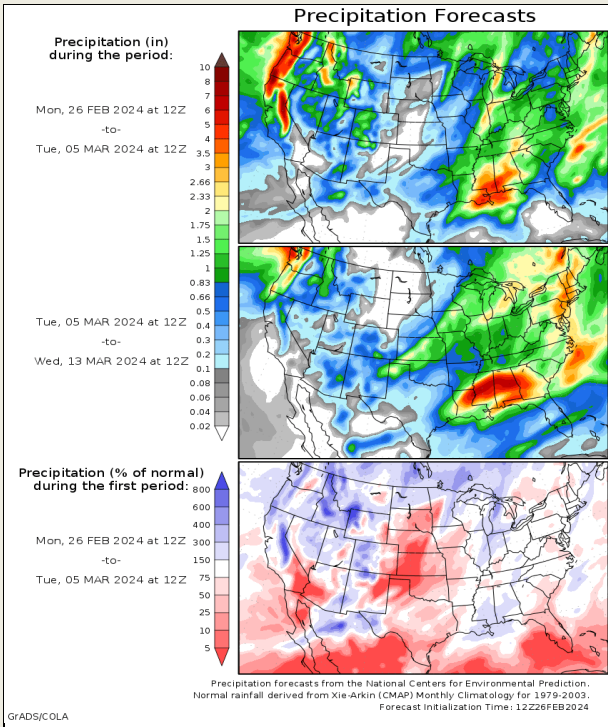 Precipitation Forecasts
Precipitation (in)
during the period:
Mon, 26 FEB 2024 at 12Z
-to-
Tue, 05 MAR 2024 at 12Z
10
8
7
6
5
4
3.5
3
2.66
2.33
2
1.75
1.5
1.25
1
0.83
0.66
0.5
0.4
0.3
0.2
0.1
0.08
0.06
0.04
0.02
Tue, 05 MAR 2024 at 12Z
-to-
Wed, 13 MAR 2024 at 12Z
Precipitation (% of normal)
during the first period:
Mon, 26 FEB 2024 at 12Z
-to-
Tue, 05 MAR 2024 at 12Z
800
600
400
300
150
75
50
25
10
5
Precipitation forecasts from the National Centers for Environmental Prediction.
Normal rainfall derived from Xie-Arkin (CMAP) Monthly Climatology for 1979-2003.
Forecast Initialization Time: 12Z26FEB2024
GrADS/COLA